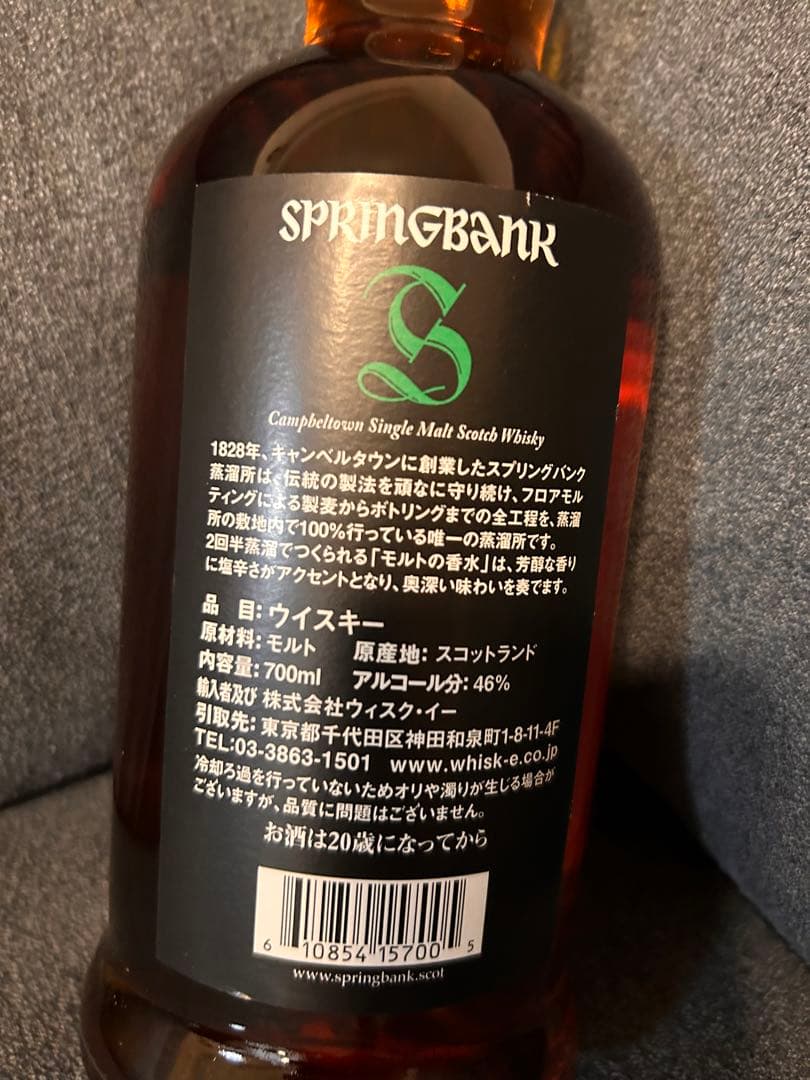 SPRINGBANK
S
Campbeltown Single Malt Scotch Whisky
1828年、キャンベルタウンに創業したスプリングバンク
蒸溜所は、伝統の製法を頑なに守り続け、フロアモル
ティングによる製麦からボトリングまでの全工程を、蒸溜
所の敷地内で100%行っている唯一の蒸溜所です。
2回半蒸溜でつくられる「モルトの香水」は、芳醇な香り
に塩辛さがアクセントとなり、奥深い味わいを奏でます。
品 目:ウイスキー
原材料:モルト 原産地:スコットランド
内容量:700ml アルコール分:46%
輸入者及び 株式会社ウィスク・イー
引取先:東京都千代田区神田和泉町1-8-11-4F
TEL:03-3863-1501 www.whisk-e.co.jp
冷却ろ過を行っていないためオリや濁りが生じる場合が
ございますが、品質に問題はございません。
お酒は20歳になってから
6 10854 15700 5
www.springbank.scot